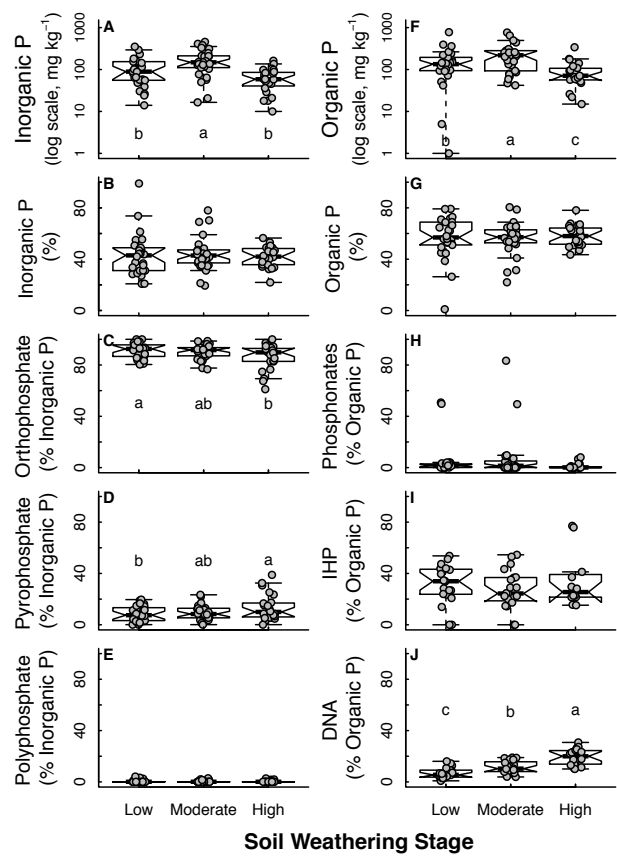 A
Inorganic P
(log scale, mg kg⁻¹)
1000
100
10
1
b
a
b
B
Inorganic P
(%)
80
40
0
C
Orthophosphate
(% Inorganic P)
80
40
0
a
ab
b
D
Pyrophosphate
(% Inorganic P)
80
40
0
b
ab
a
E
Polyphosphate
(% Inorganic P)
80
40
0
Low Moderate High
F
Organic P
(log scale, mg kg⁻¹)
1000
100
10
1
b
a
c
G
Organic P
(%)
80
40
0
H
Phosphonates
(% Organic P)
80
40
0
I
IHP
(% Organic P)
80
40
0
J
DNA
(% Organic P)
80
40
0
c
b
a
Low Moderate High
Soil Weathering Stage